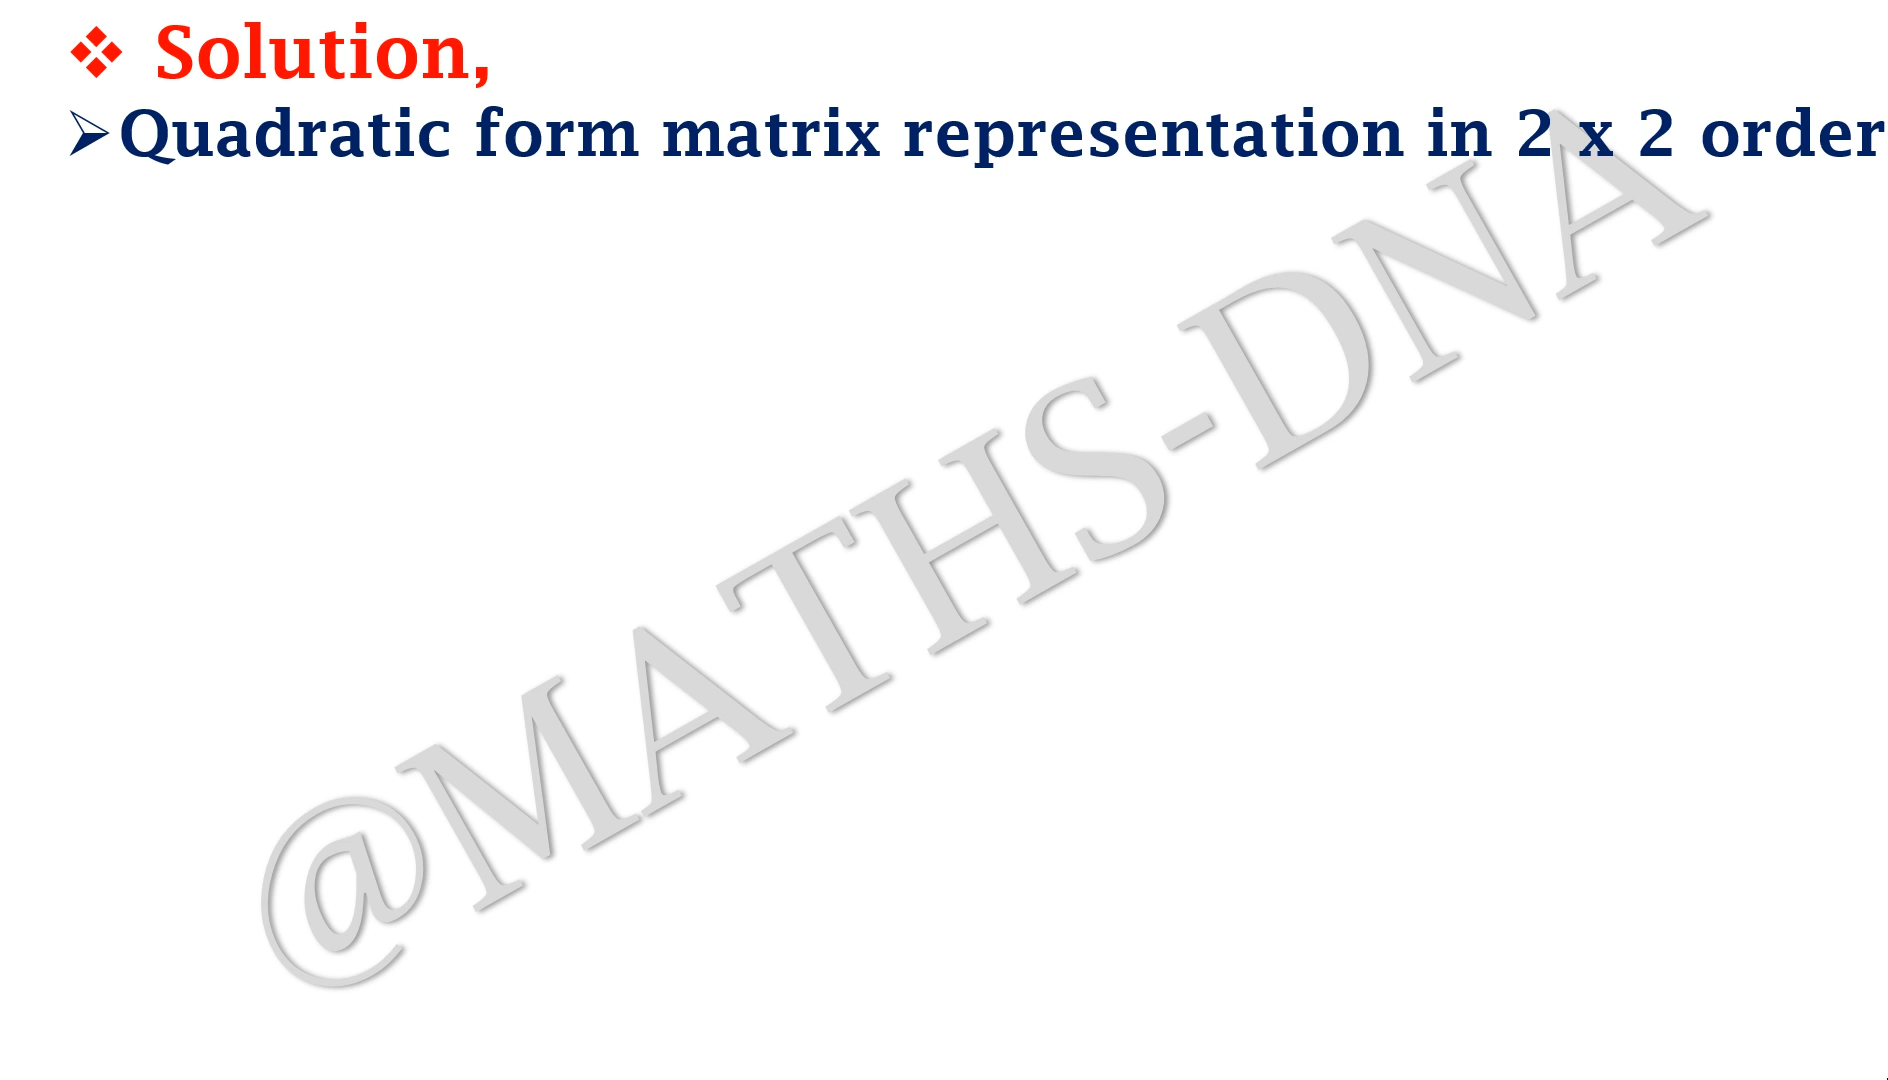 ❖ Solution,
➢Quadratic form matrix representation in 2 x 2 order
@MATHS-DNA